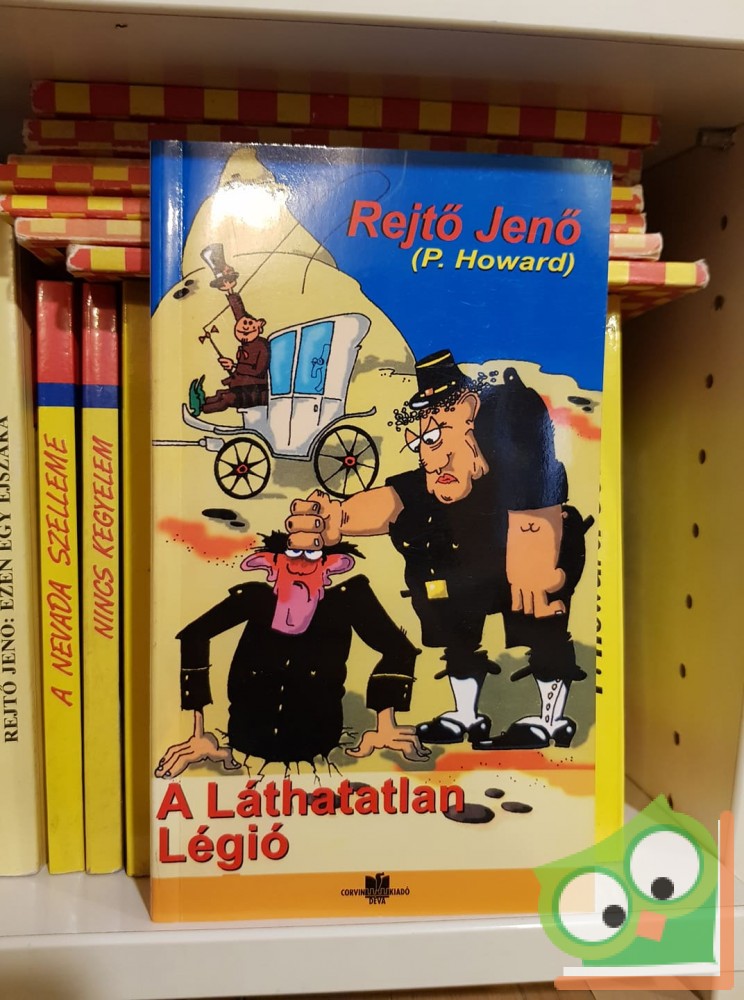 Rejtő Jenő
(P. Howard)
A Láthatatlan
Légió
CORVIN KIADÓ
DÉVA
REJTŐ JENŐ: EZEN EGY ÉJSZAKA
A NEVADA SZELLEME
NINCS KEGYELEM